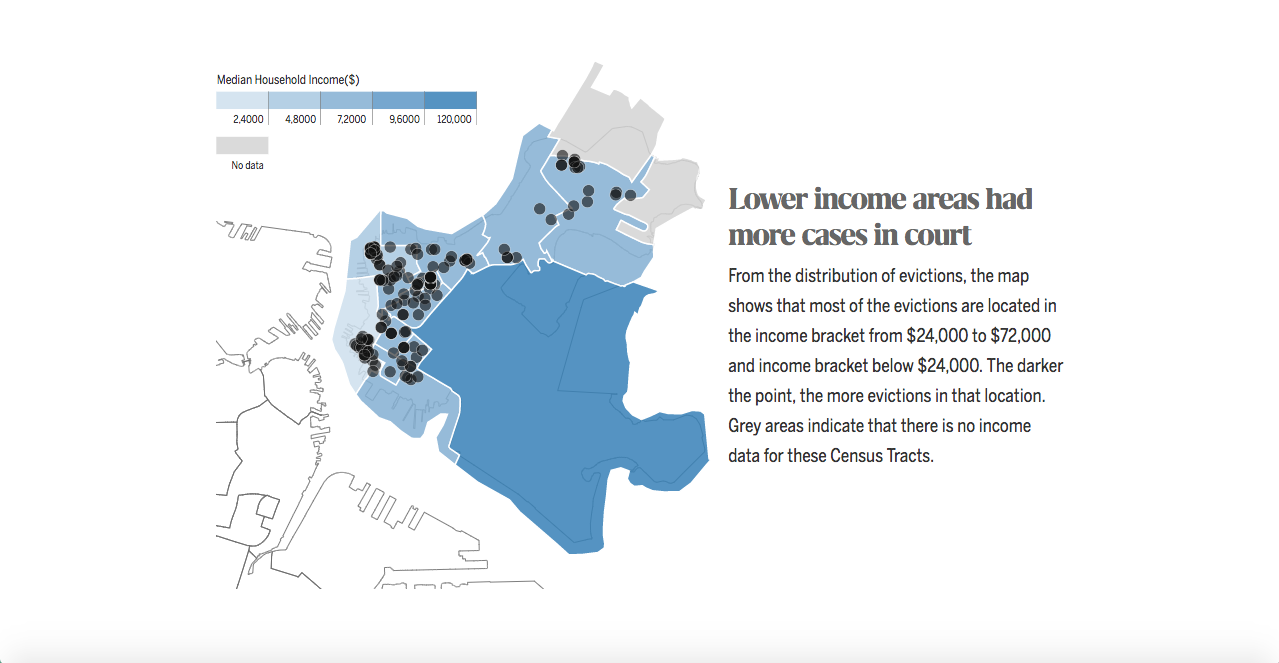 Median Household Income($)
2,4000 4,8000 7,2000 9,6000 120,000
No data
Lower income areas had
more cases in court
From the distribution of evictions, the map
shows that most of the evictions are located in
the income bracket from $24,000 to $72,000
and income bracket below $24,000. The darker
the point, the more evictions in that location.
Grey areas indicate that there is no income
data for these Census Tracts.